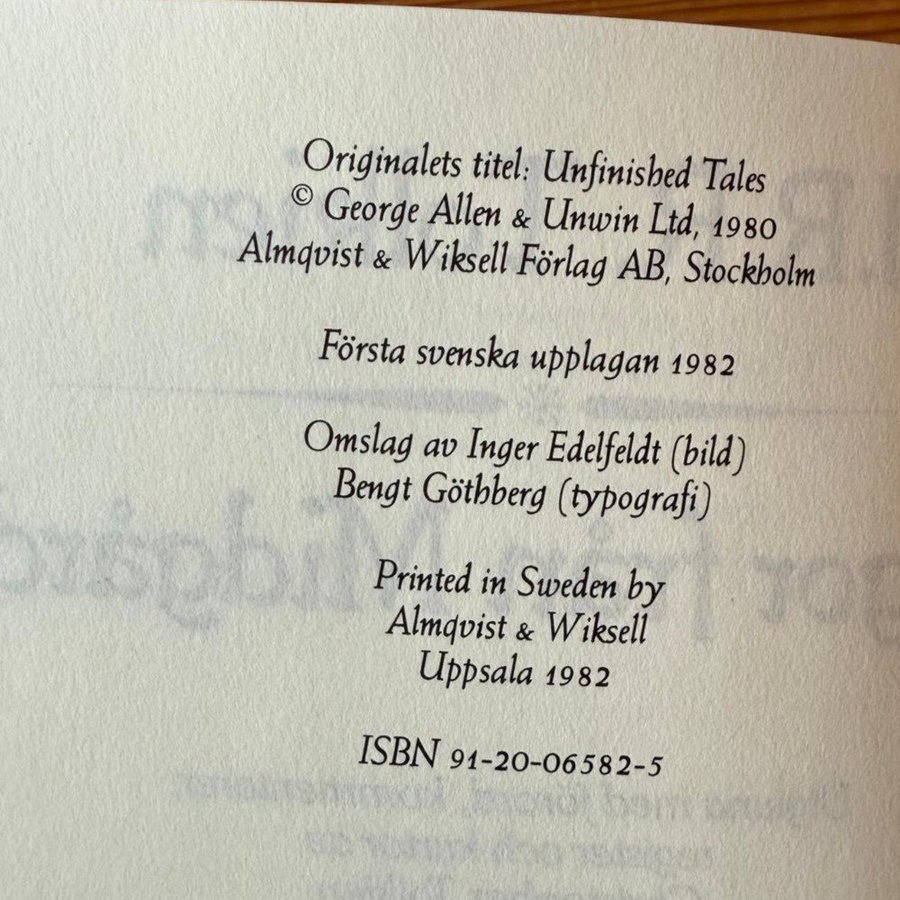 Originalets titel: Unfinished Tales
© George Allen & Unwin Ltd, 1980
Almqvist & Wiksell Förlag AB, Stockholm
Första svenska upplagan 1982
Omslag av Inger Edelfeldt (bild)
Bengt Göthberg (typografi)
Printed in Sweden by
Almqvist & Wiksell
Uppsala 1982
ISBN 91-20-06582-5